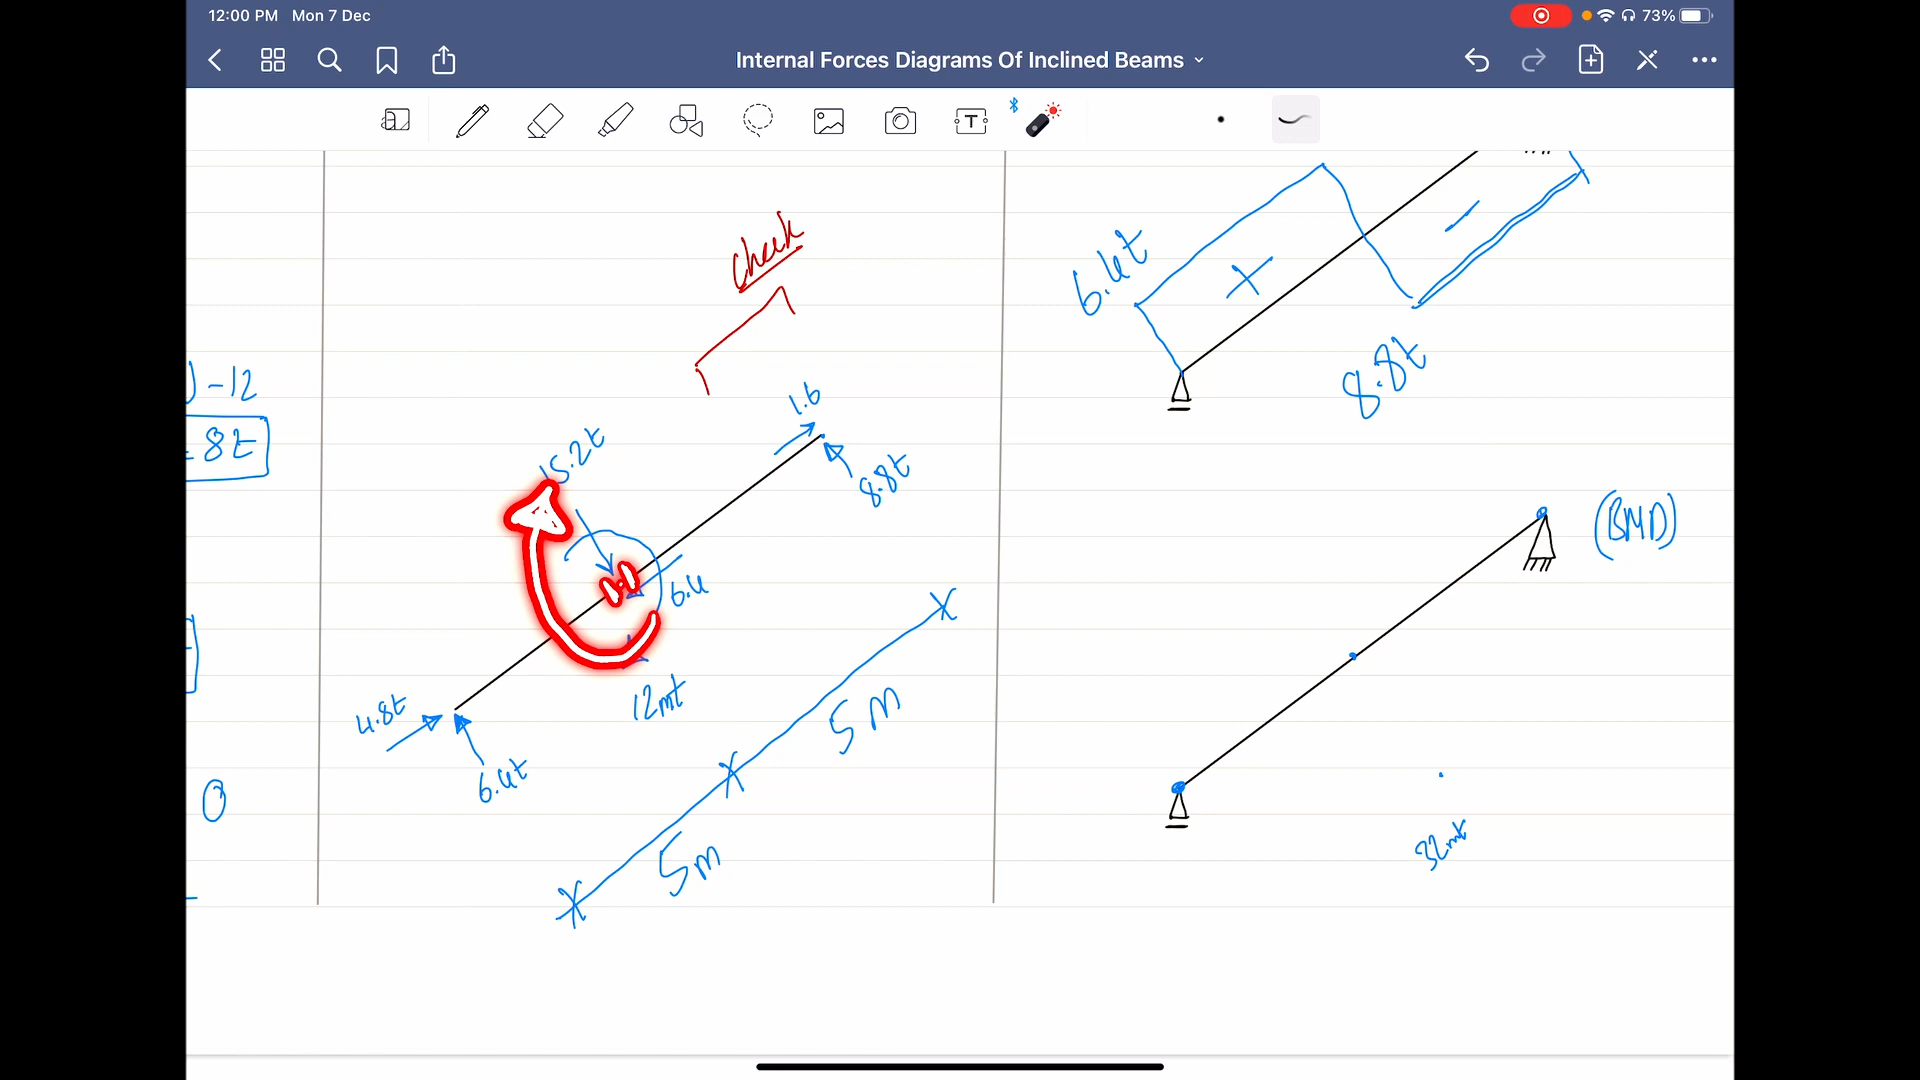 12:00 PM Mon 7 Dec
73%
Internal Forces Diagrams Of Inclined Beams
T
check
6.4t
+
-
8.8t
) -12
= 8t
1.6
15.2t
8.8t
6.4
(BMD)
12mt
4.8t
6.4t
5m
5m
0
32mt